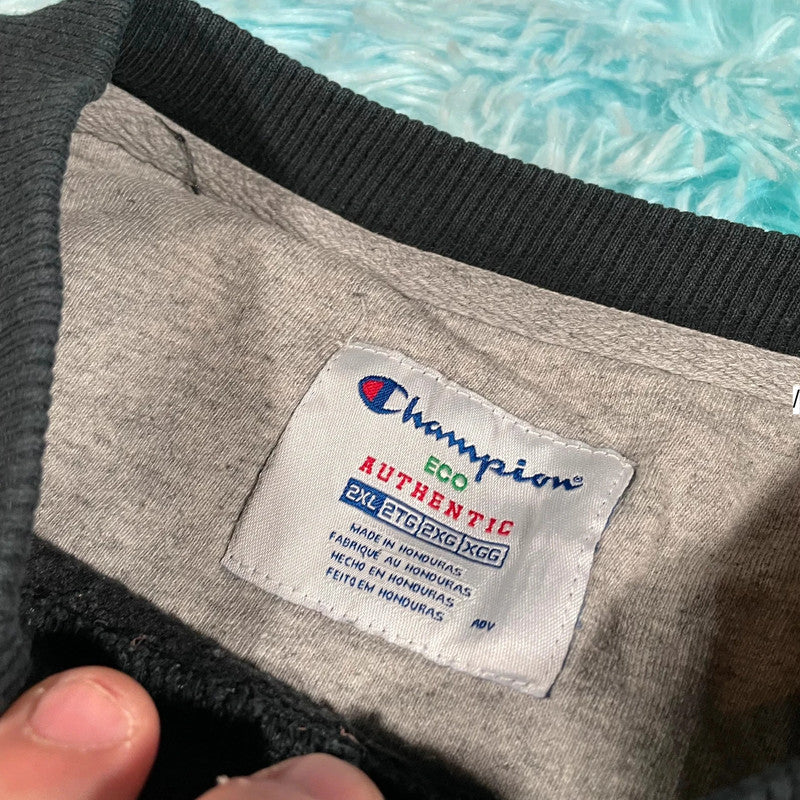 Champion
ECO
AUTHENTIC
2XL 2TG 2XG XGG
MADE IN HONDURAS
FABRIQUÉ AU HONDURAS
HECHO EN HONDURAS
FEITO EM HONDURAS
ADV